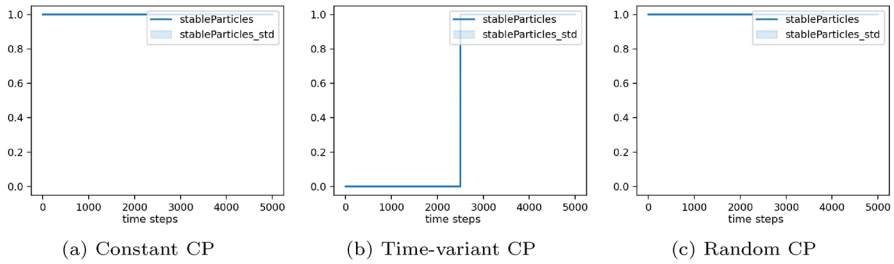 1.0
0.8
0.6
0.4
0.2
0.0
stableParticles
stableParticles_std
0 1000 2000 3000 4000 5000
time steps
(a) Constant CP
1.0
0.8
0.6
0.4
0.2
0.0
stableParticles
stableParticles_std
0 1000 2000 3000 4000 5000
time steps
(b) Time-variant CP
1.0
0.8
0.6
0.4
0.2
0.0
stableParticles
stableParticles_std
0 1000 2000 3000 4000 5000
time steps
(c) Random CP